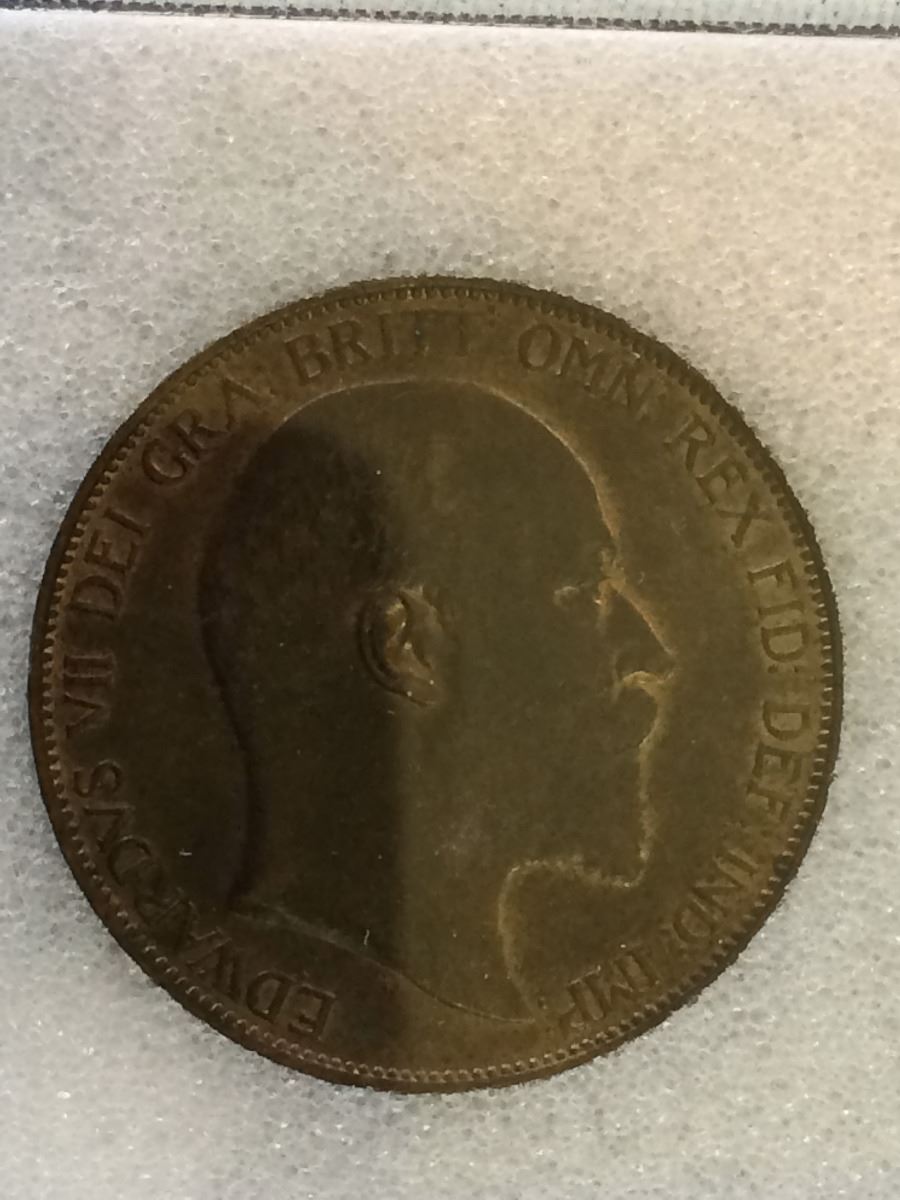 EDWARDVS VII DEI GRA: BRITT: OMN: REX FID: DEF: IND: IMP: